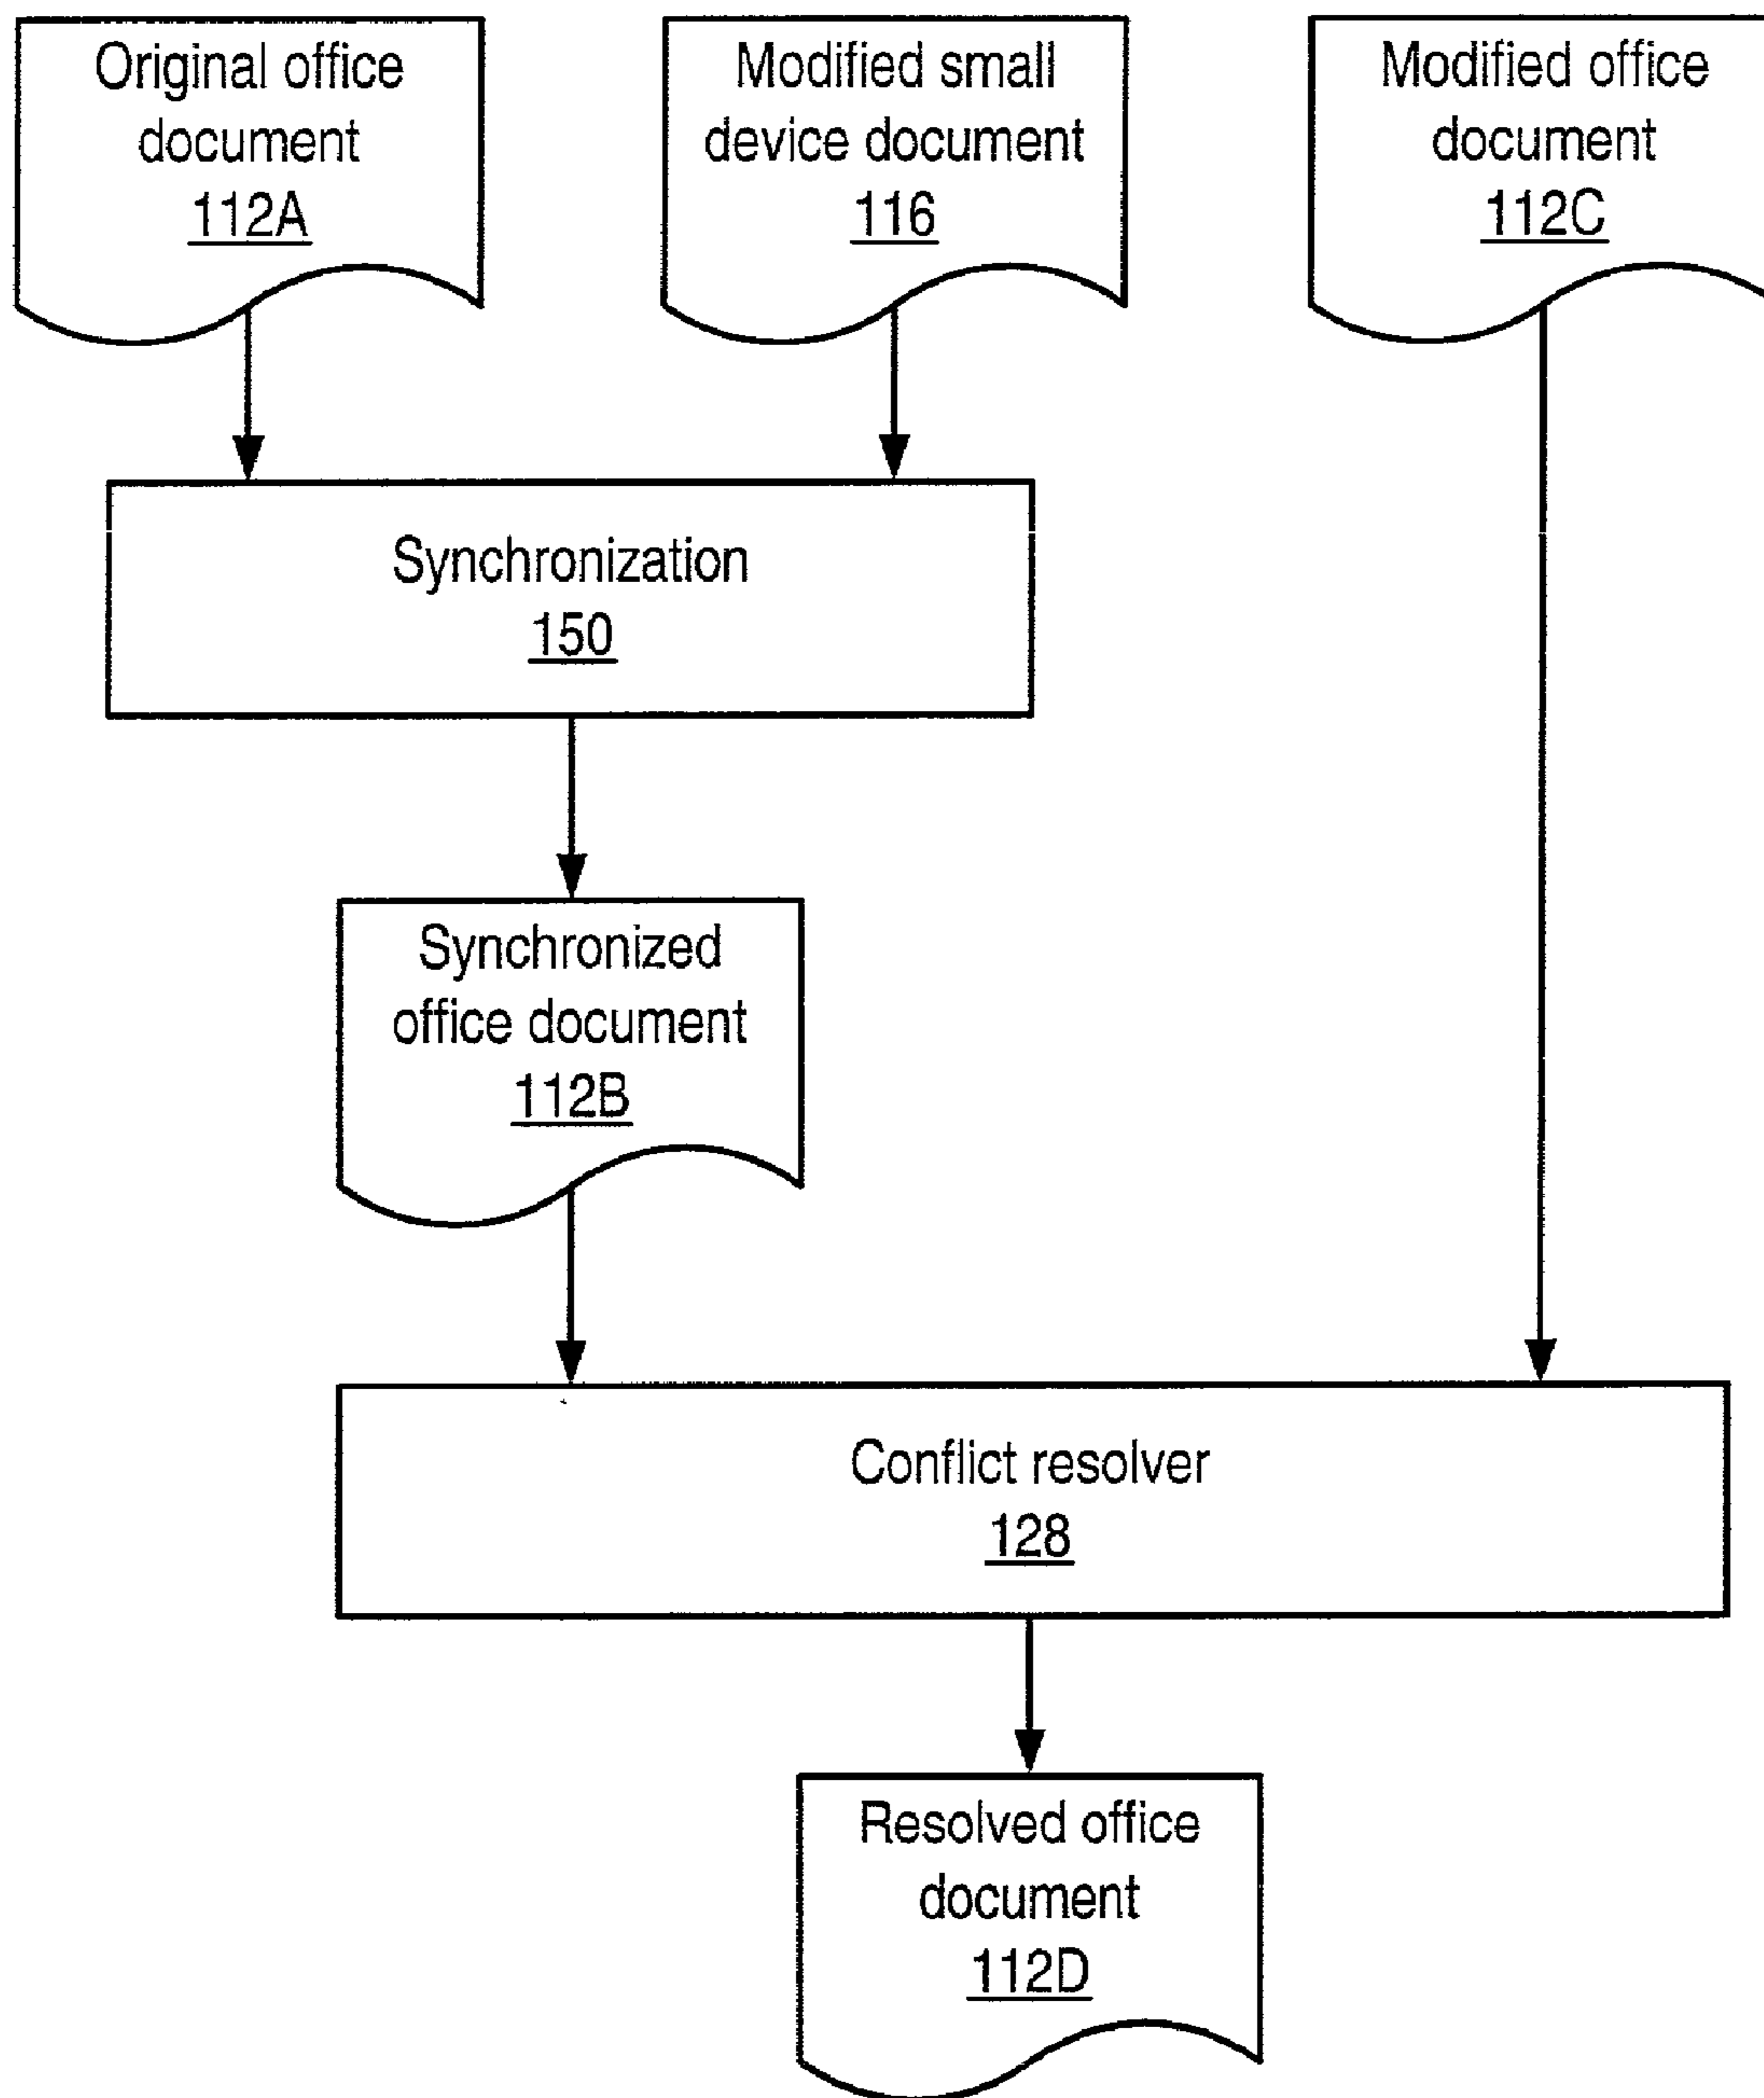 Original office
document
112A
Modified small
device document
116
Modified office
document
112C
Synchronization
150
Synchronized
office document
112B
Conflict resolver
128
Resolved office
document
112D